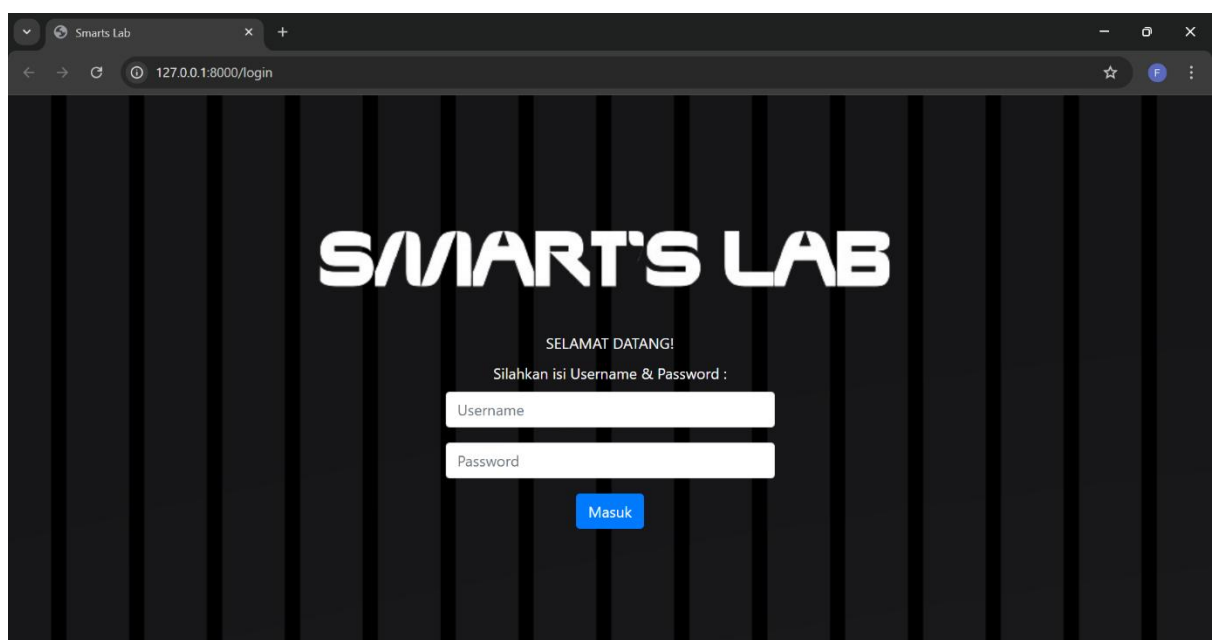 Smarts Lab
127.0.0.1:8000/login
F
SMART'S LAB
SELAMAT DATANG!
Silahkan isi Username & Password :
Username
Password
Masuk